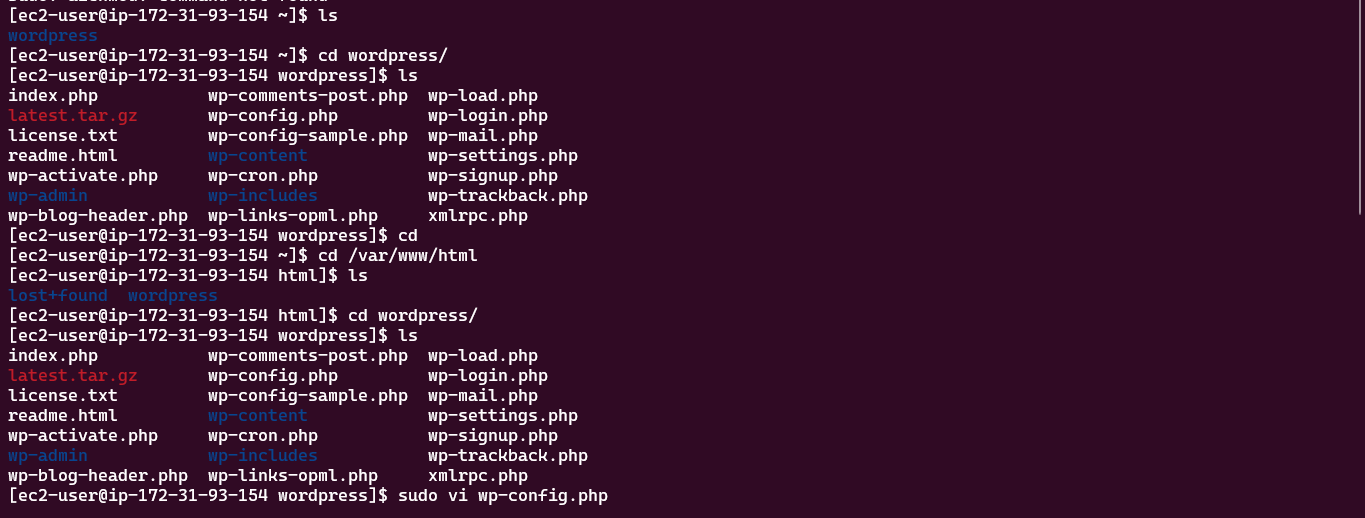 [ec2-user@ip-172-31-93-154 ~]$ ls
wordpress
[ec2-user@ip-172-31-93-154 ~]$ cd wordpress/
[ec2-user@ip-172-31-93-154 wordpress]$ ls
index.php wp-comments-post.php wp-load.php
latest.tar.gz wp-config.php wp-login.php
license.txt wp-config-sample.php wp-mail.php
readme.html wp-content wp-settings.php
wp-activate.php wp-cron.php wp-signup.php
wp-admin wp-includes wp-trackback.php
wp-blog-header.php wp-links-opml.php xmlrpc.php
[ec2-user@ip-172-31-93-154 wordpress]$ cd
[ec2-user@ip-172-31-93-154 ~]$ cd /var/www/html
[ec2-user@ip-172-31-93-154 html]$ ls
lost+found wordpress
[ec2-user@ip-172-31-93-154 html]$ cd wordpress/
[ec2-user@ip-172-31-93-154 wordpress]$ ls
index.php wp-comments-post.php wp-load.php
latest.tar.gz wp-config.php wp-login.php
license.txt wp-config-sample.php wp-mail.php
readme.html wp-content wp-settings.php
wp-activate.php wp-cron.php wp-signup.php
wp-admin wp-includes wp-trackback.php
wp-blog-header.php wp-links-opml.php xmlrpc.php
[ec2-user@ip-172-31-93-154 wordpress]$ sudo vi wp-config.php